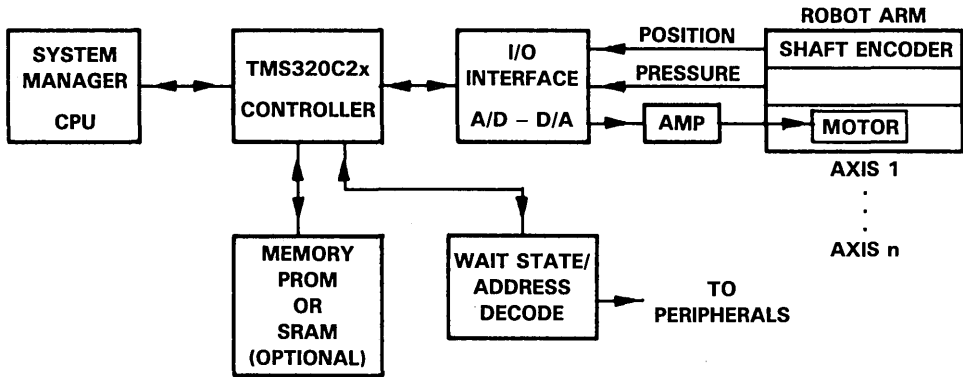 ROBOT ARM
SYSTEM
MANAGER
CPU
TMS320C2x
CONTROLLER
I/O
INTERFACE
A/D – D/A
POSITION
PRESSURE
AMP
SHAFT ENCODER
MOTOR
AXIS 1
.
.
.
AXIS n
MEMORY
PROM
OR
SRAM
(OPTIONAL)
WAIT STATE/
ADDRESS
DECODE
TO
PERIPHERALS